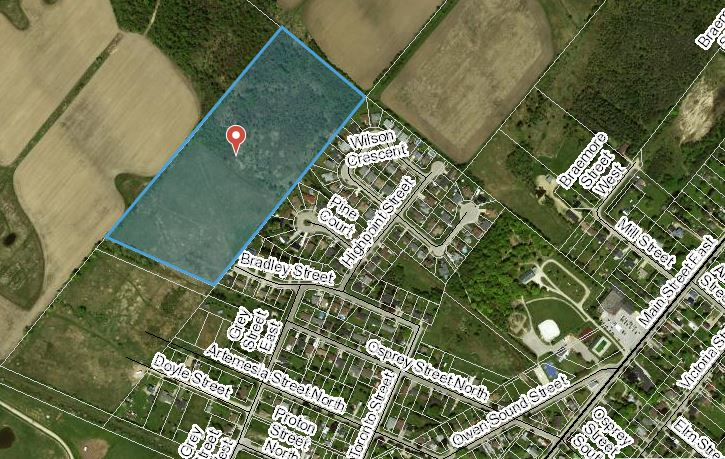 Wilson
Crescent
Braemore
Street
West
Pine
Court
Highpoint Street
Mill Street
Bradley Street
Main Street East
Grey
Street
East
Artemesia Street North
Osprey Street North
Doyle Street
Toronto Street
Owen Sound Street
Victoria St
Proton
Street
North
Grey
Street
Osprey
Street
Elm Stre